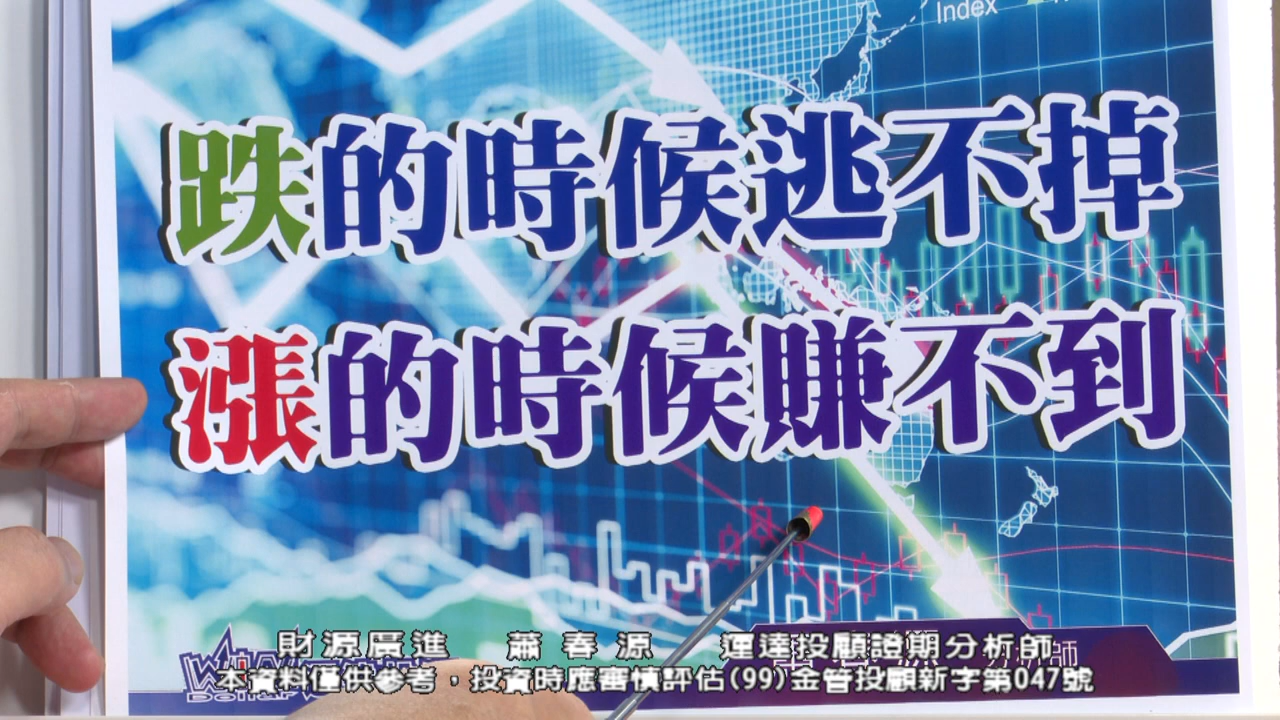 Index
跌的時候逃不掉
漲的時候賺不到
財源廣進 蕭春源 運達投顧證期分析師
本資料僅供參考，投資時應審慎評估(99)金管投顧新字第047號